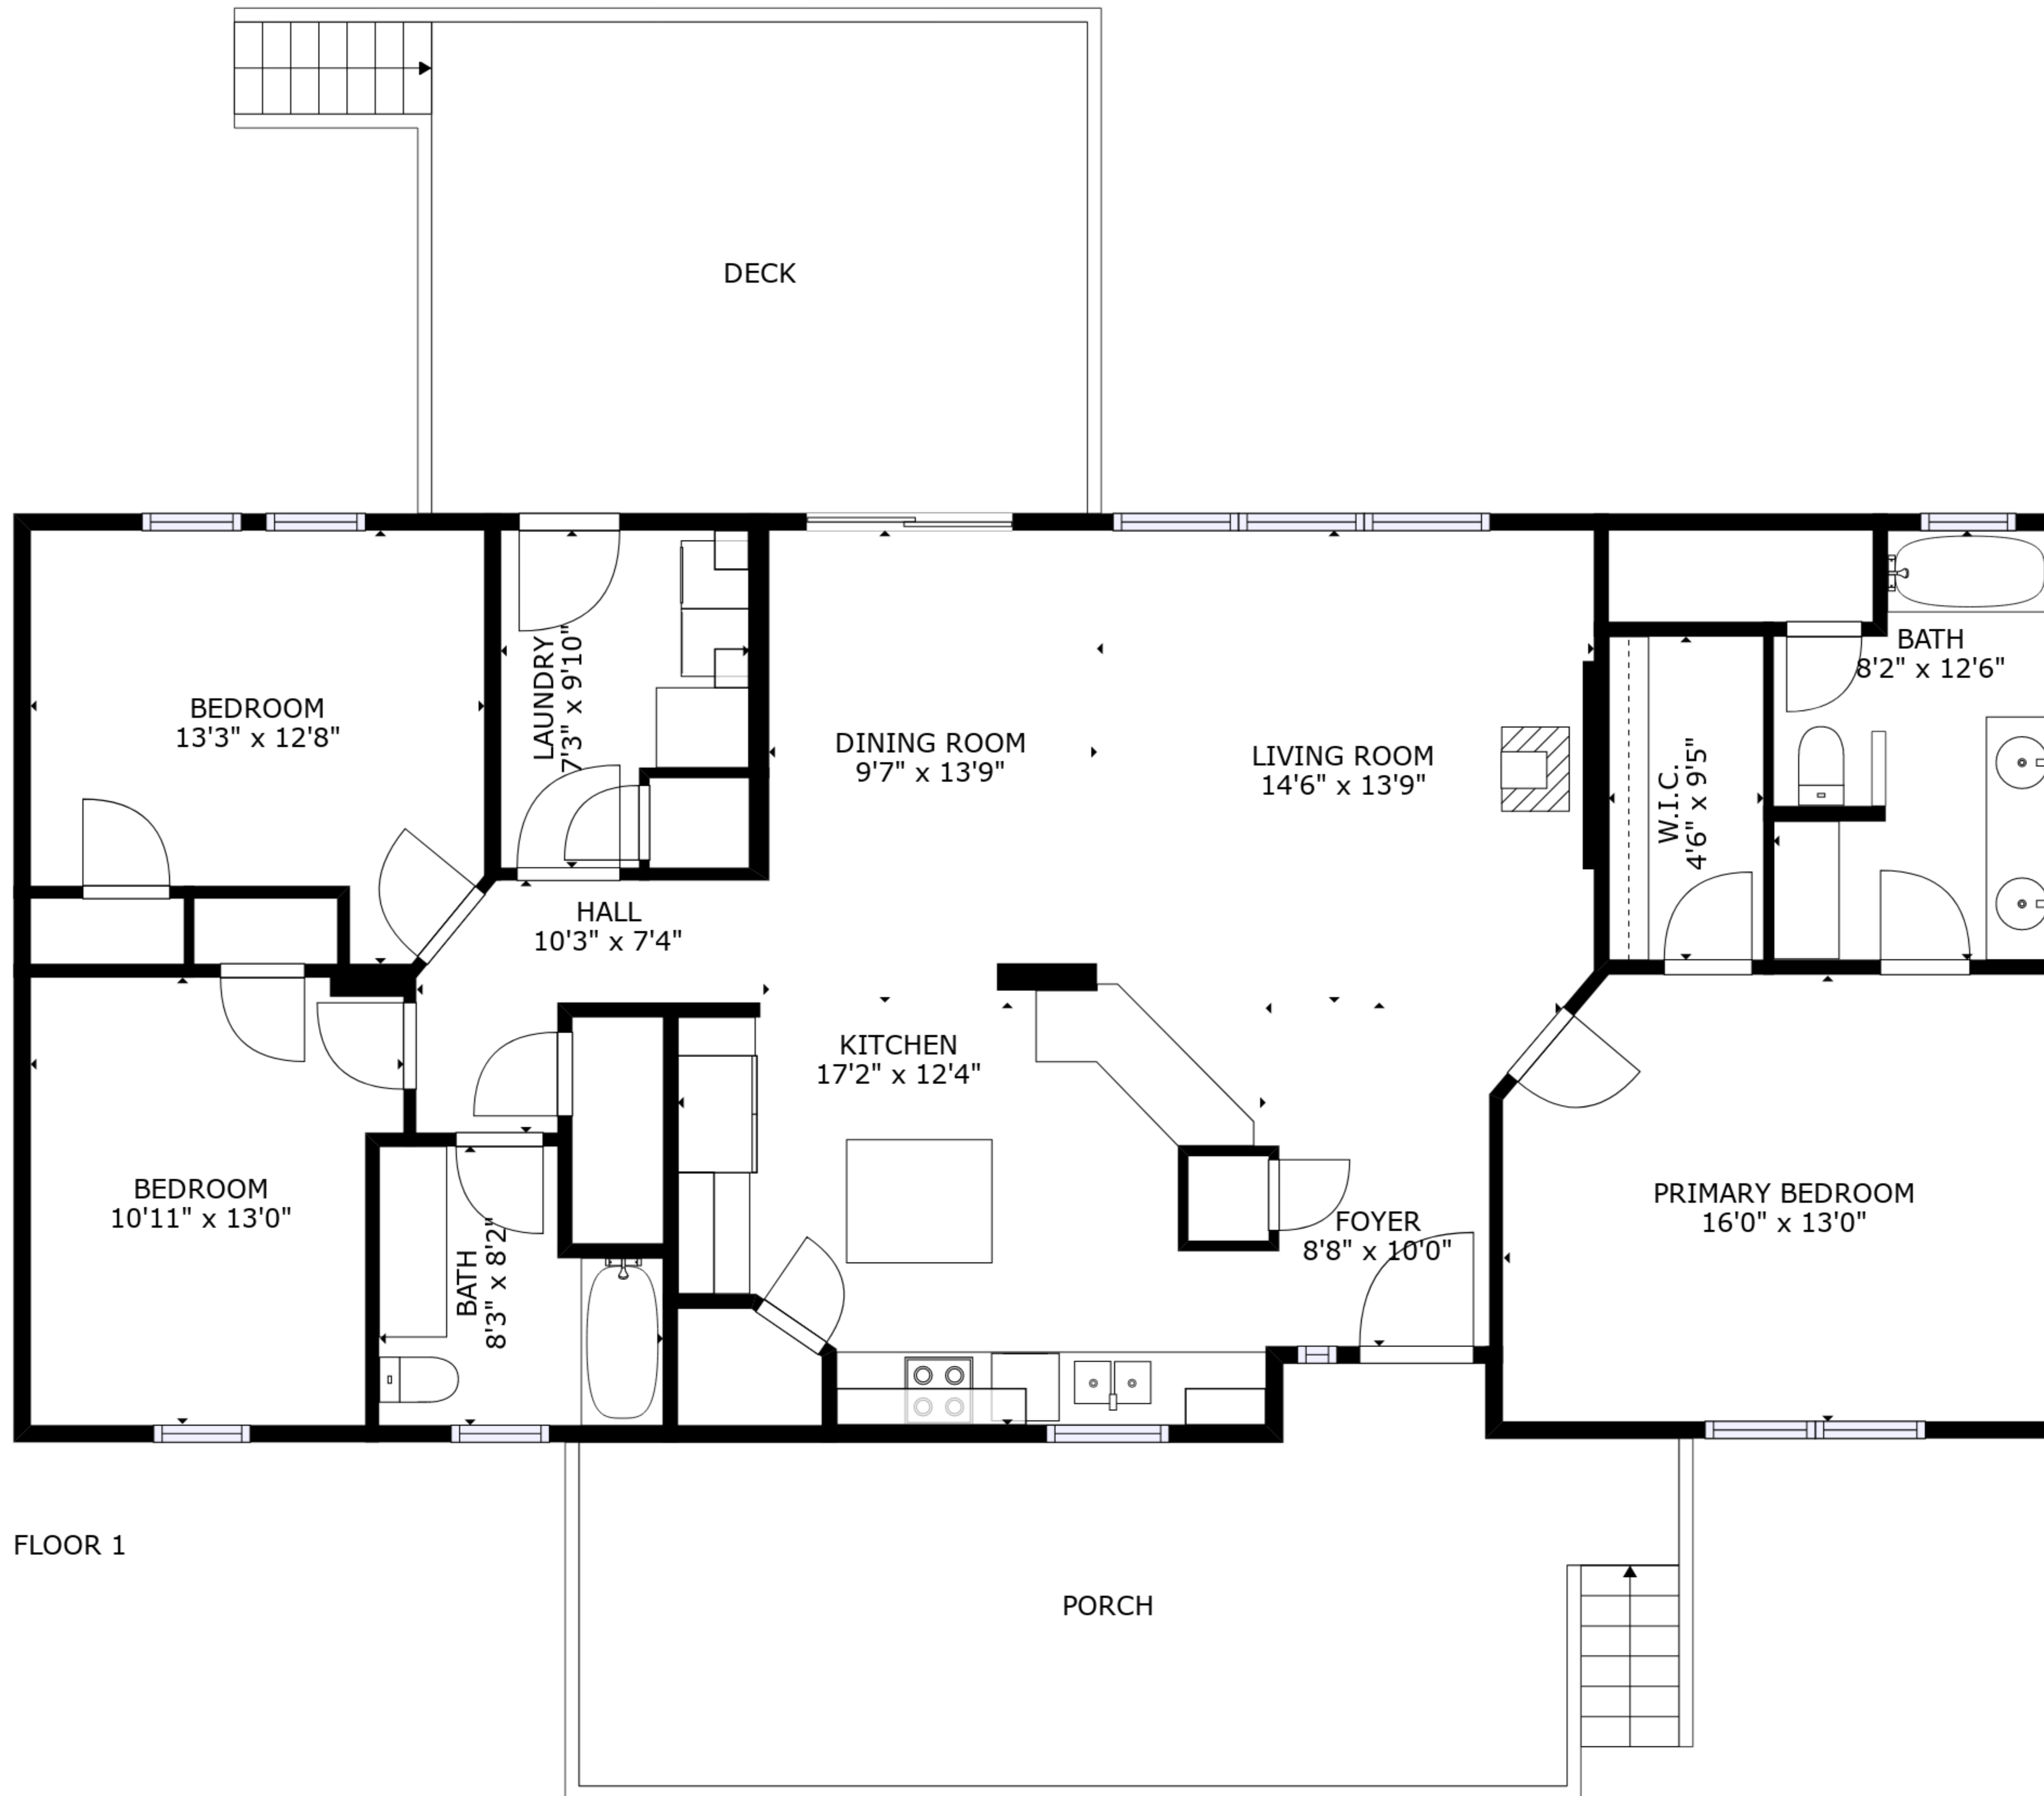 DECK
BEDROOM
13'3" x 12'8"
LAUNDRY
7'3" x 9'10"
DINING ROOM
9'7" x 13'9"
LIVING ROOM
14'6" x 13'9"
W.I.C.
4'6" x 9'5"
BATH
8'2" x 12'6"
HALL
10'3" x 7'4"
KITCHEN
17'2" x 12'4"
BEDROOM
10'11" x 13'0"
BATH
8'3" x 8'2"
FOYER
8'8" x 10'0"
PRIMARY BEDROOM
16'0" x 13'0"
FLOOR 1
PORCH